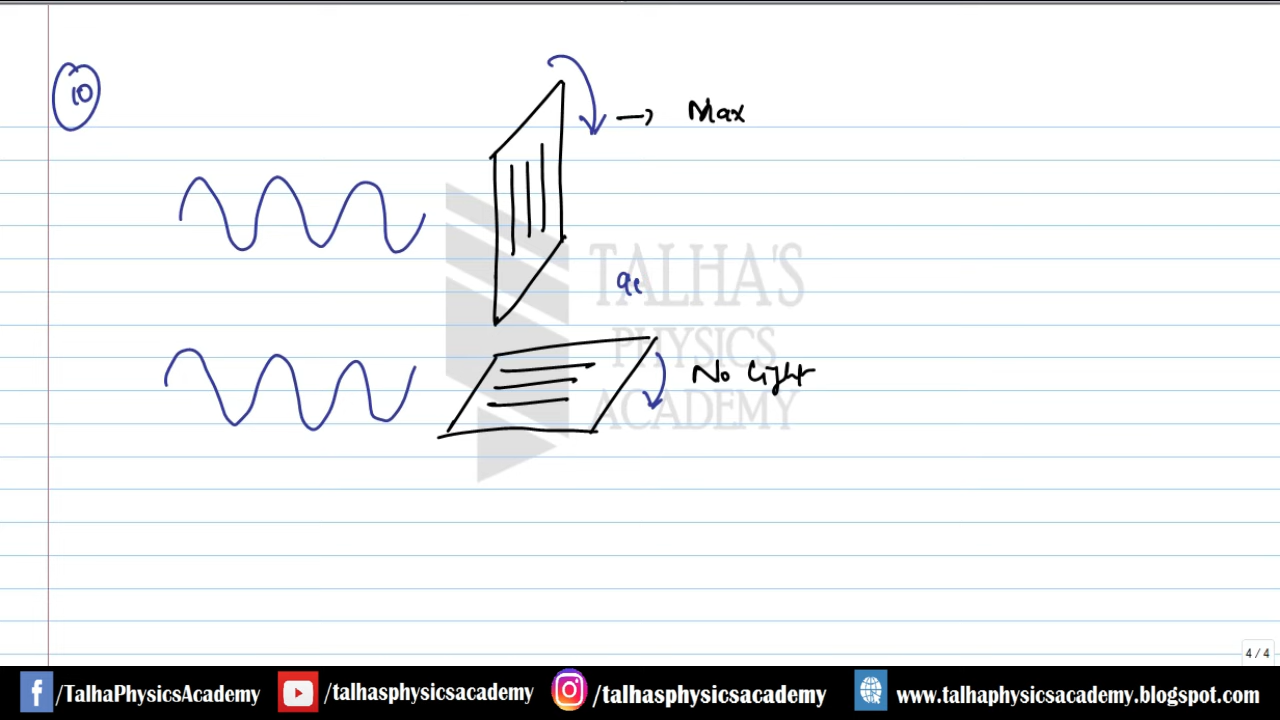 10
→ Max
TALHA'S
90
PHYSICS
No light
ACADEMY
4 / 4
/TalhaPhysicsAcademy
/talhasphysicsacademy
/talhasphysicsacademy
www.talhaphysicsacademy.blogspot.com